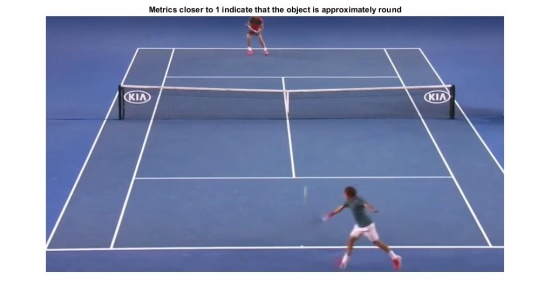 Metrics closer to 1 indicate that the object is approximately round
KIA
KIA